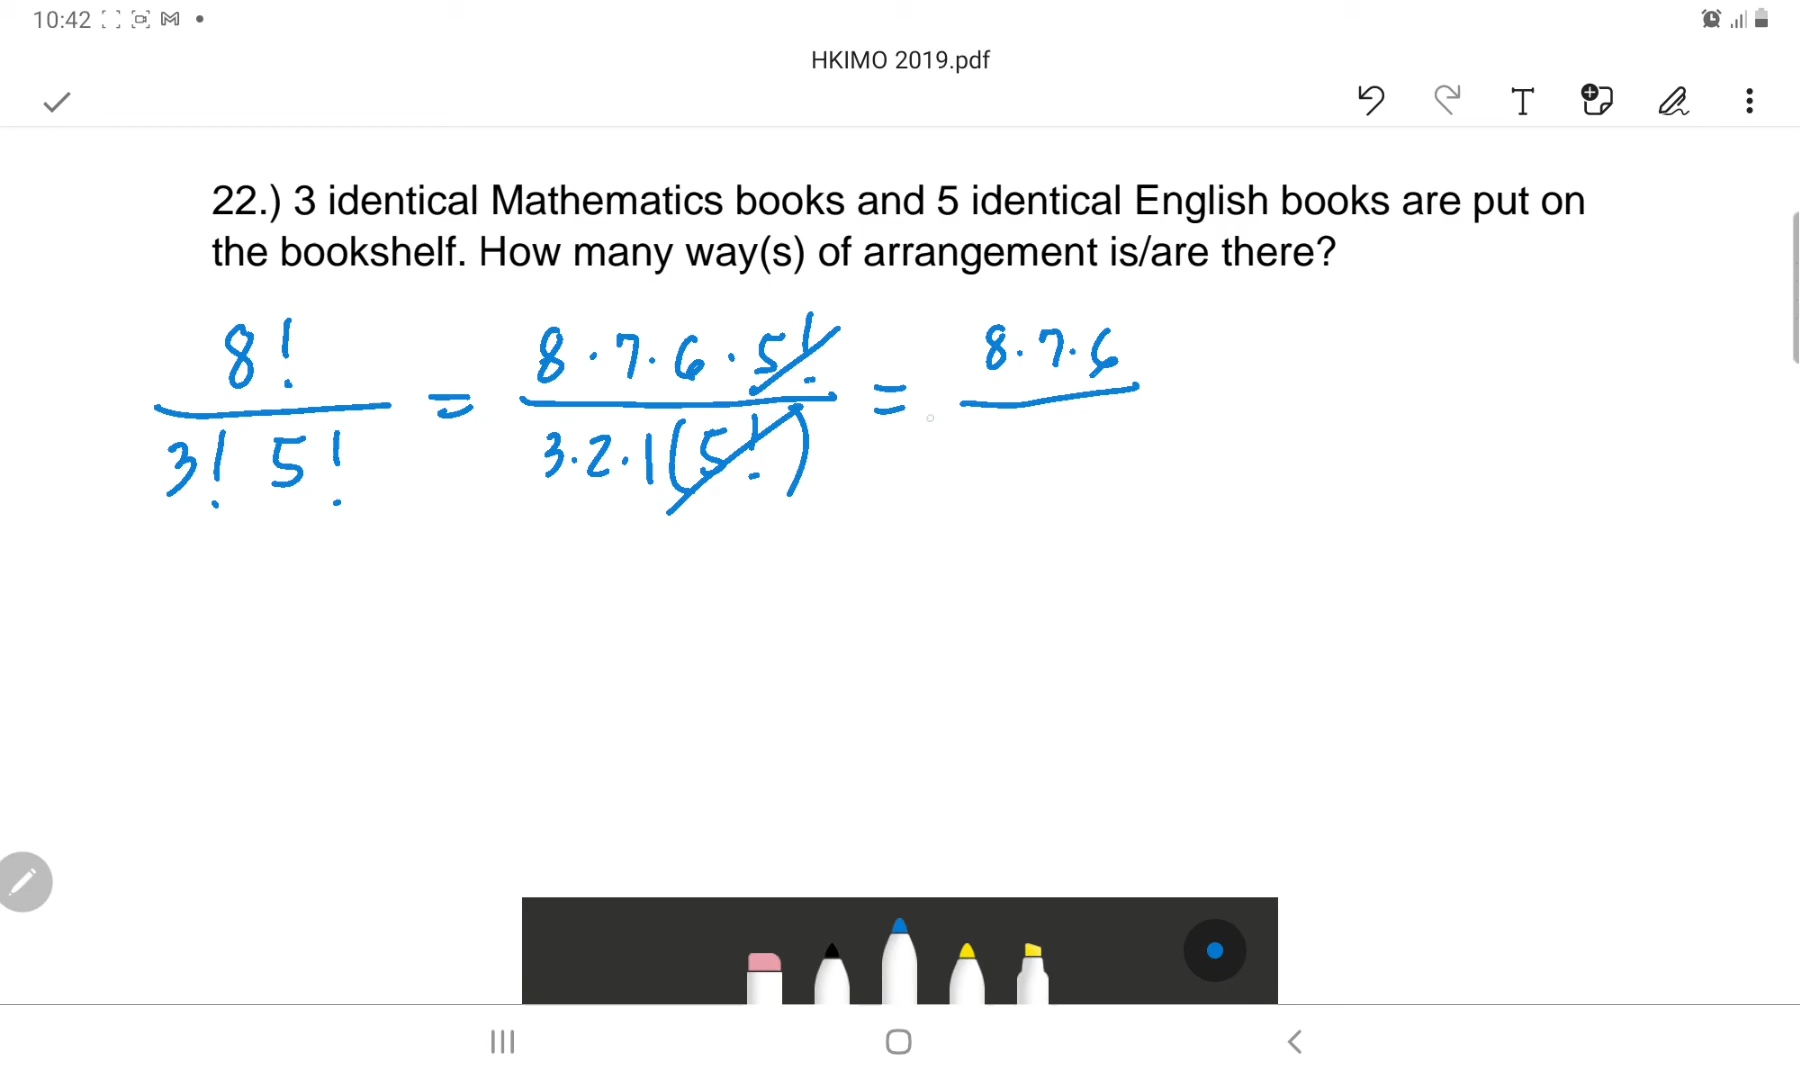 10:42
HKIMO 2019.pdf
T
22.) 3 identical Mathematics books and 5 identical English books are put on
the bookshelf. How many way(s) of arrangement is/are there?
8! / 3! 5! = 8 · 7 · 6 · 5! / 3 · 2 · 1 (5!) = 8 · 7 · 6